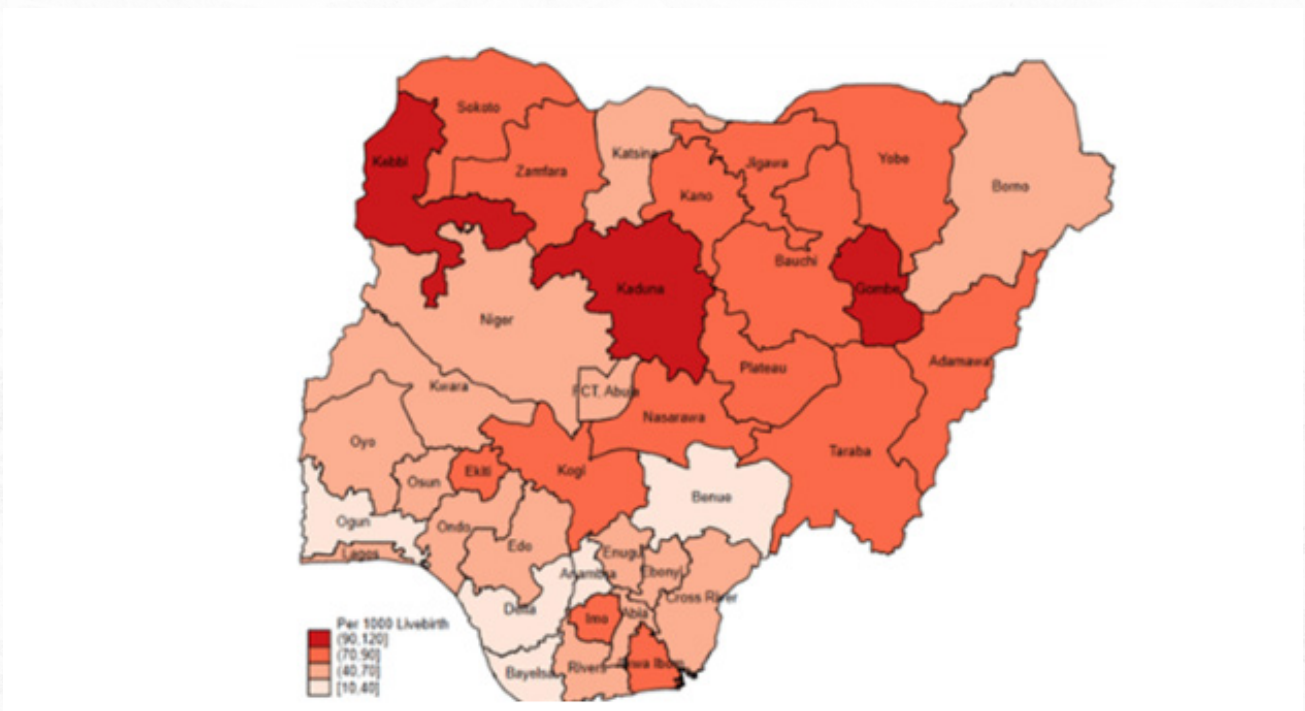 Sokoto
Kebbi
Zamfara
Katsina
Kano
Jigawa
Yobe
Borno
Kaduna
Bauchi
Gombe
Niger
Adamawa
Plateau
FCT, Abuja
Kwara
Nasarawa
Oyo
Taraba
Ekiti
Kogi
Osun
Benue
Ogun
Ondo
Edo
Lagos
Enugu
Anambra
Ebonyi
Cross River
Delta
Imo
Abia
Bayelsa
Rivers
Akwa Ibom
Per 1000 Livebirth
(90,120]
(70,90]
(40,70]
[10,40]